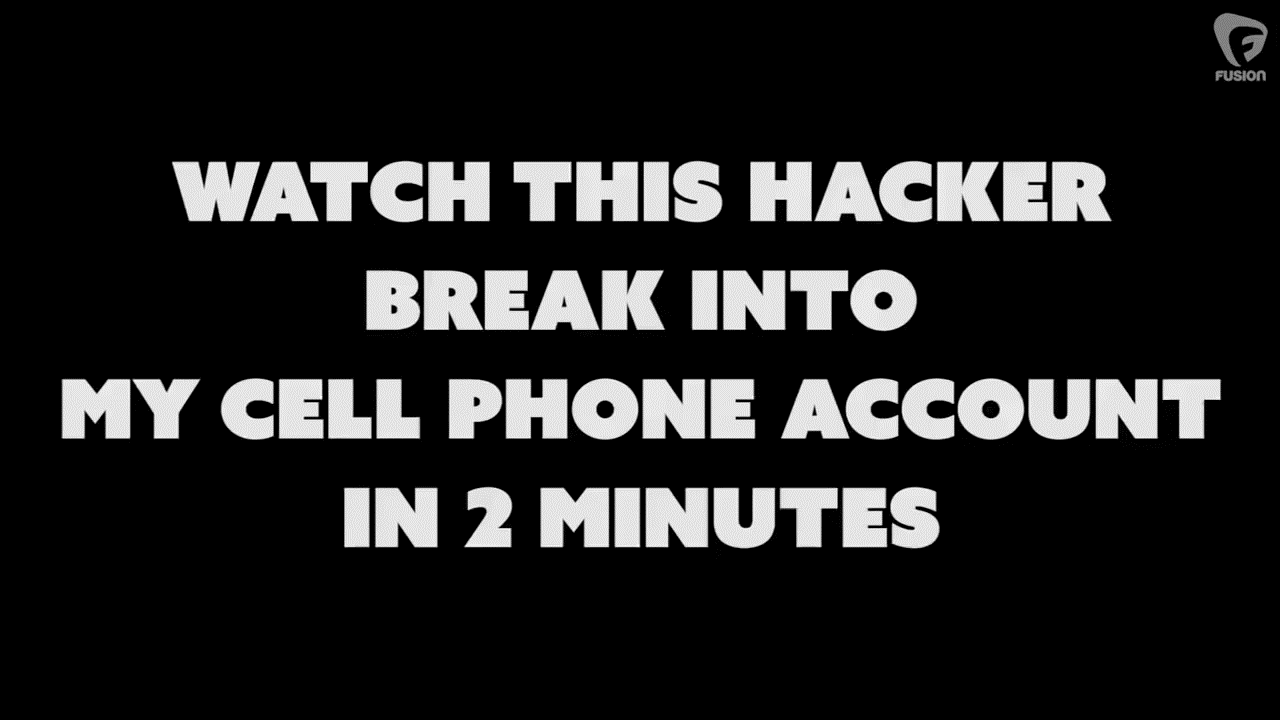 FUSION
WATCH THIS HACKER
BREAK INTO
MY CELL PHONE ACCOUNT
IN 2 MINUTES